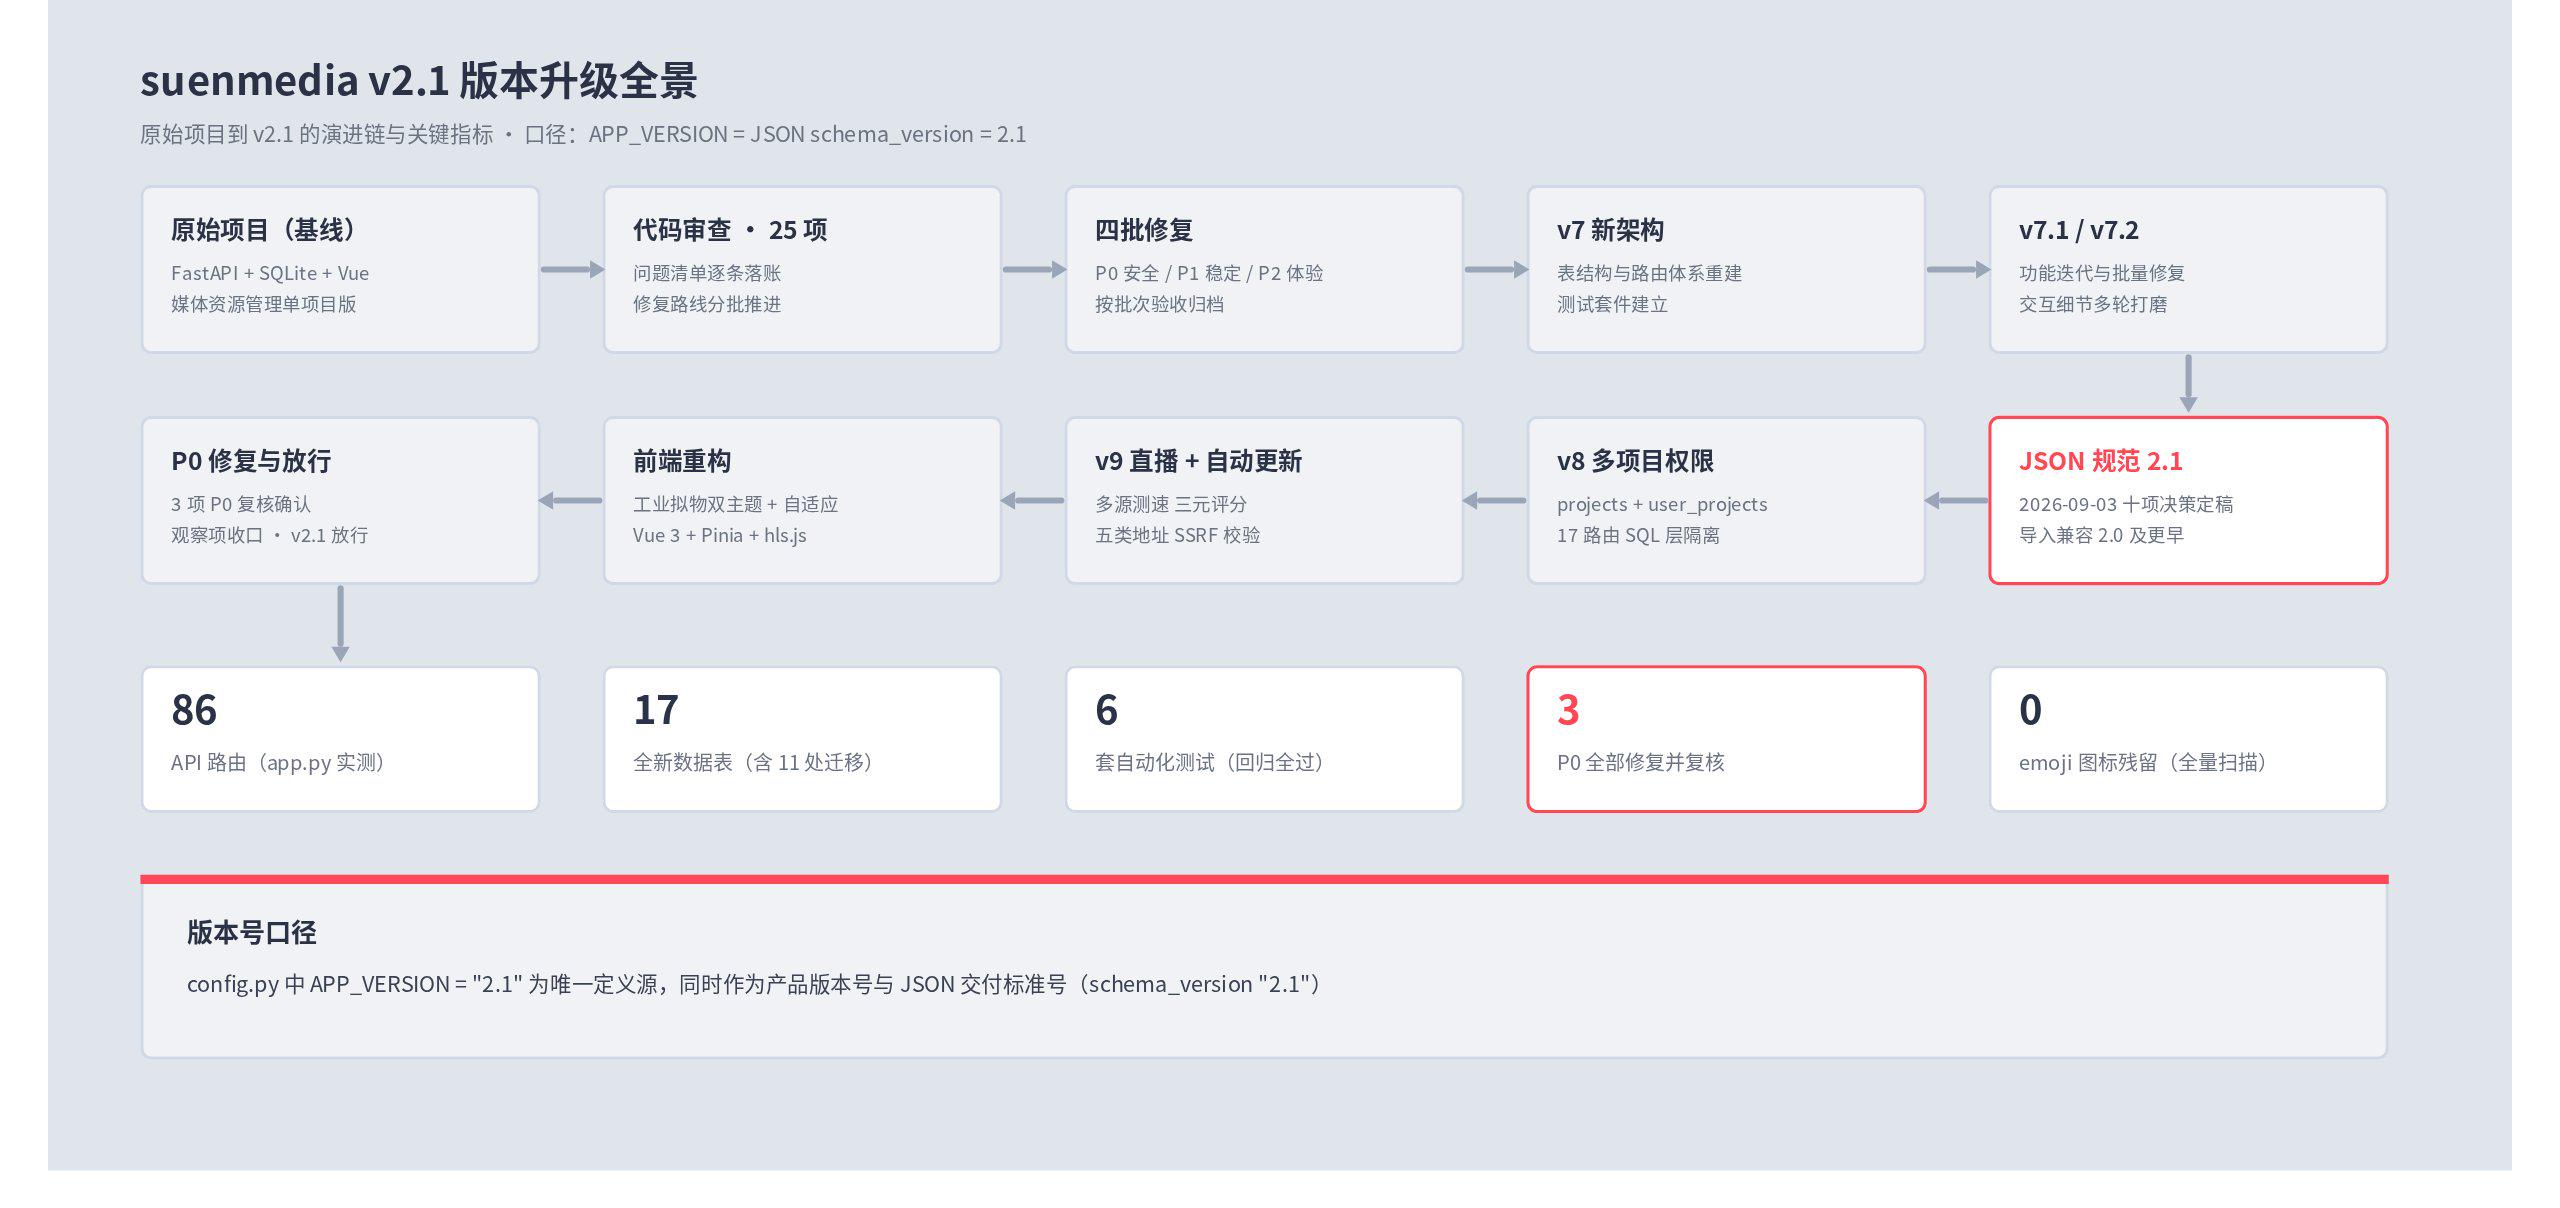 suenmedia v2.1 版本升级全景
原始项目到 v2.1 的演进链与关键指标 · 口径：APP_VERSION = JSON schema_version = 2.1
原始项目（基线）
FastAPI + SQLite + Vue
媒体资源管理单项目版
代码审查 · 25 项
问题清单逐条落账
修复路线分批推进
四批修复
P0 安全 / P1 稳定 / P2 体验
按批次验收归档
v7 新架构
表结构与路由体系重建
测试套件建立
v7.1 / v7.2
功能迭代与批量修复
交互细节多轮打磨
JSON 规范 2.1
2026-09-03 十项决策定稿
导入兼容 2.0 及更早
v8 多项目权限
projects + user_projects
17 路由 SQL 层隔离
v9 直播 + 自动更新
多源测速 三元评分
五类地址 SSRF 校验
前端重构
工业拟物双主题 + 自适应
Vue 3 + Pinia + hls.js
P0 修复与放行
3 项 P0 复核确认
观察项收口 · v2.1 放行
86
API 路由（app.py 实测）
17
全新数据表（含 11 处迁移）
6
套自动化测试（回归全过）
3
P0 全部修复并复核
0
emoji 图标残留（全量扫描）
版本号口径
config.py 中 APP_VERSION = "2.1" 为唯一定义源，同时作为产品版本号与 JSON 交付标准号（schema_version "2.1"）